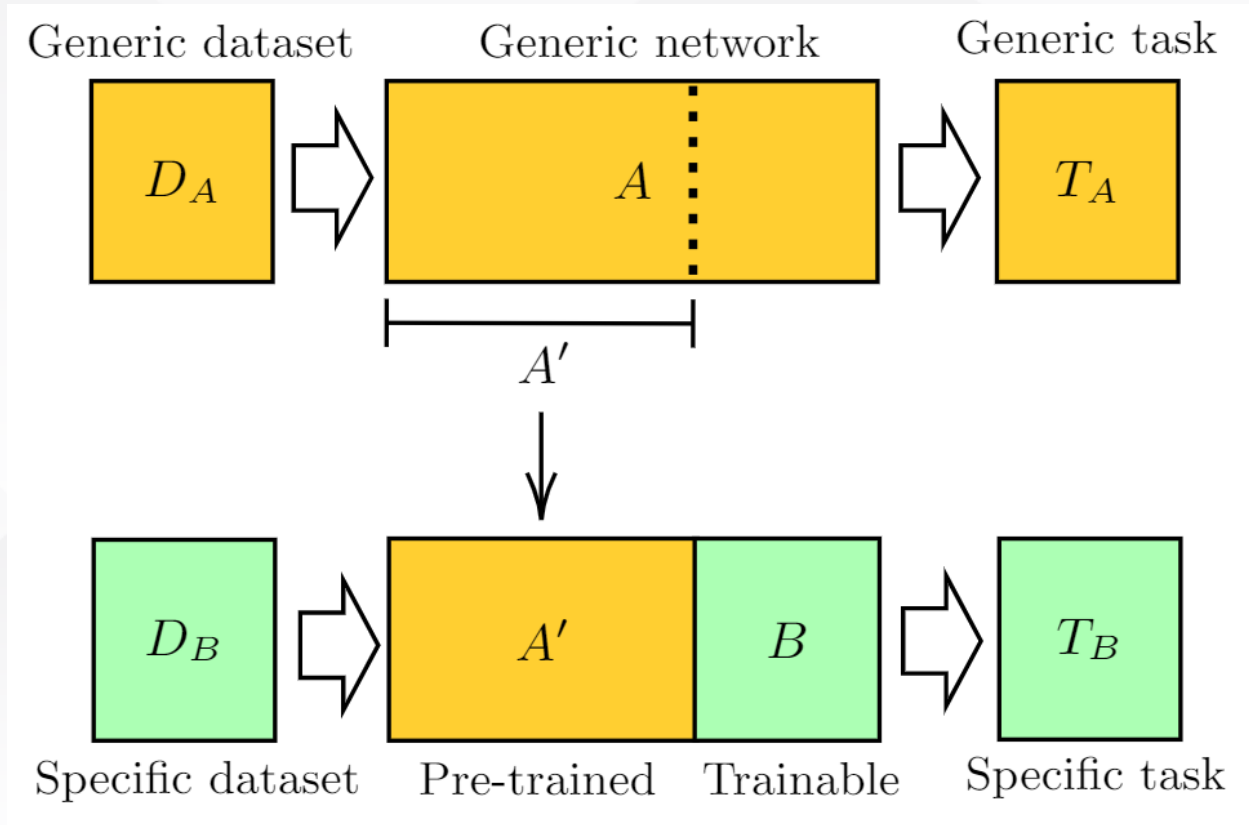 Generic dataset Generic network Generic task
D_A A T_A
A′
D_B A′ B T_B
Specific dataset Pre-trained Trainable Specific task